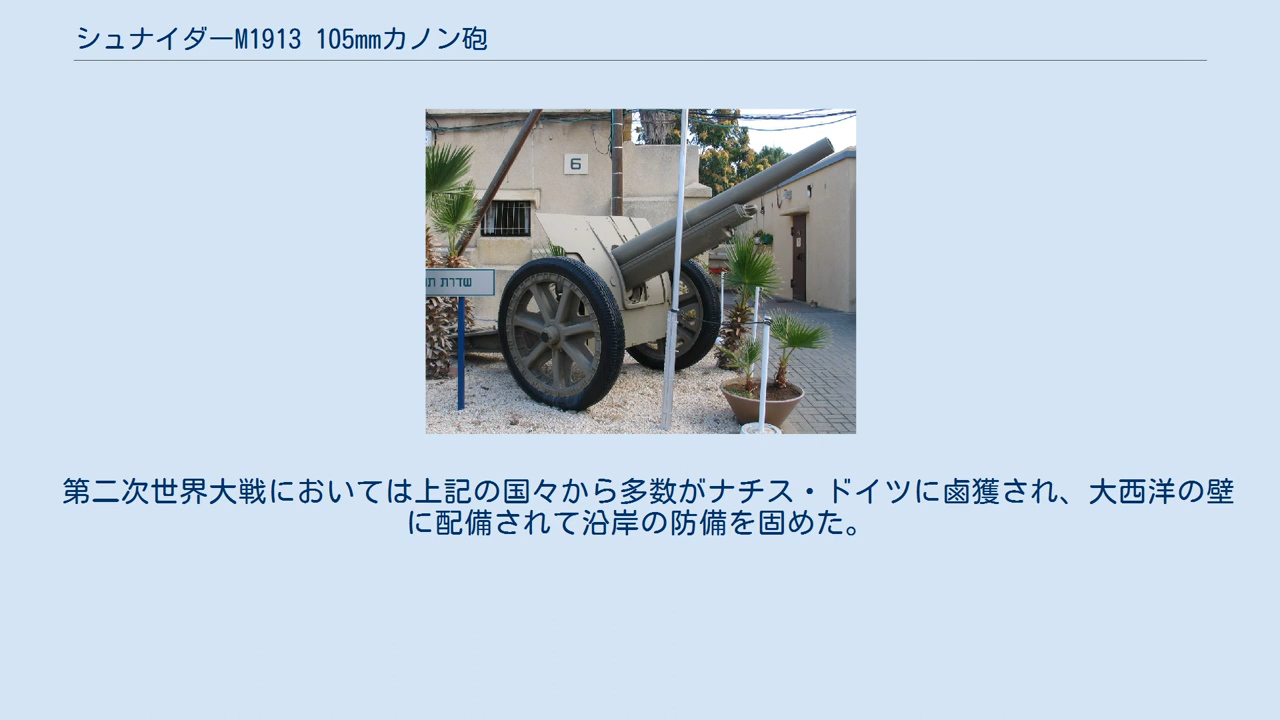 シュナイダーM1913 105mmカノン砲
6
שדרת
第二次世界大戦においては上記の国々から多数がナチス・ドイツに鹵獲され、大西洋の壁
に配備されて沿岸の防備を固めた。